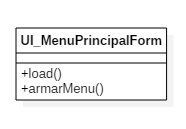 UI_MenuPrincipalForm
+load()
+armarMenu()